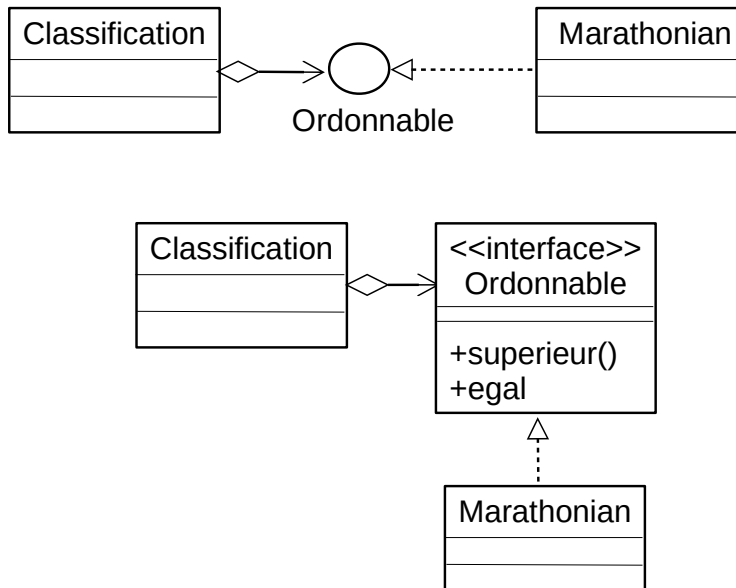 Classification
Marathonian
Ordonnable
Classification
<<interface>>
Ordonnable
+superieur()
+egal
Marathonian